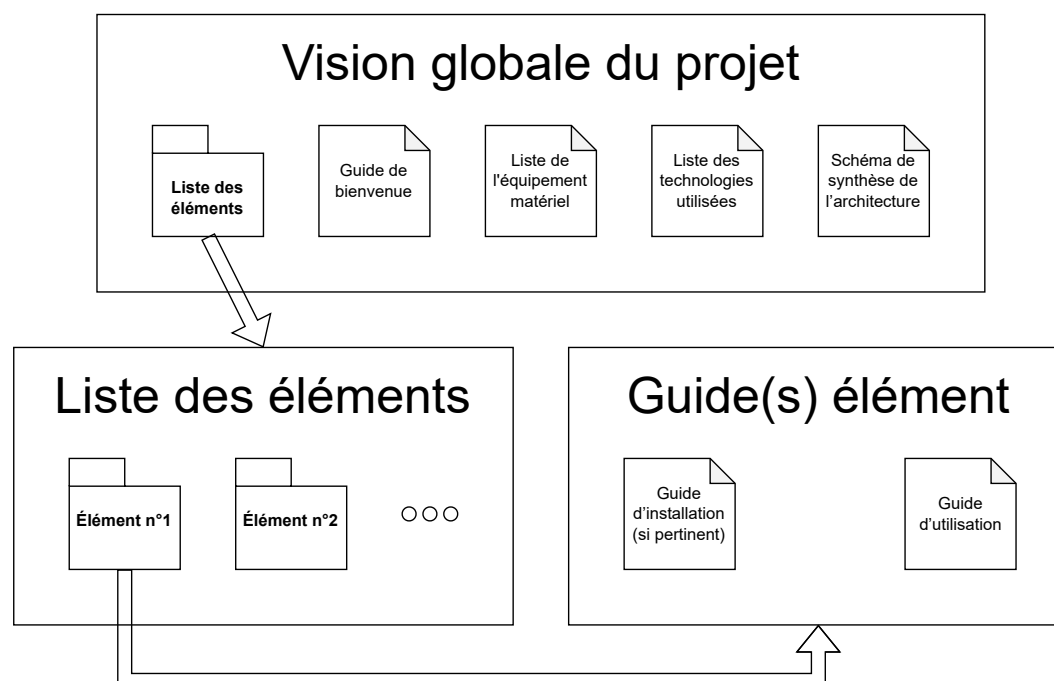 Vision globale du projet
Liste des
éléments
Guide de
bienvenue
Liste de
l'équipement
matériel
Liste des
technologies
utilisées
Schéma de
synthèse de
l’architecture
Liste des éléments
Élément n°1
Élément n°2
Guide(s) élément
Guide
d’installation
(si pertinent)
Guide
d’utilisation